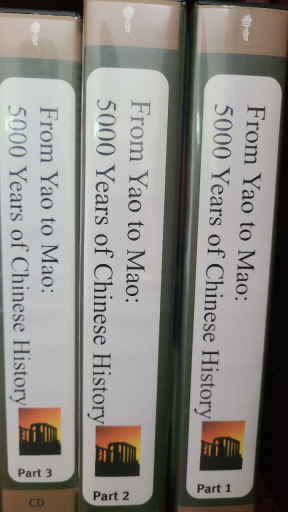 From Yao to Mao:
5000 Years of Chinese History
Part 3
CD
From Yao to Mao:
5000 Years of Chinese History
Part 2
From Yao to Mao:
5000 Years of Chinese History
Part 1